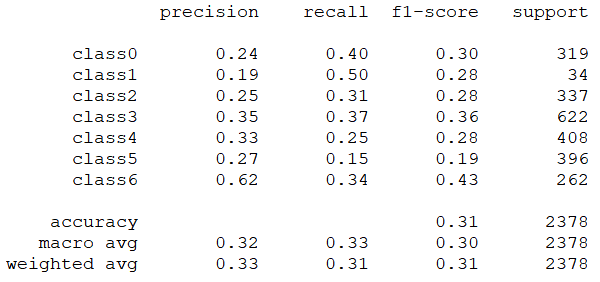 precision recall f1-score support
class0 0.24 0.40 0.30 319
class1 0.19 0.50 0.28 34
class2 0.25 0.31 0.28 337
class3 0.35 0.37 0.36 622
class4 0.33 0.25 0.28 408
class5 0.27 0.15 0.19 396
class6 0.62 0.34 0.43 262
accuracy 0.31 2378
macro avg 0.32 0.33 0.30 2378
weighted avg 0.33 0.31 0.31 2378